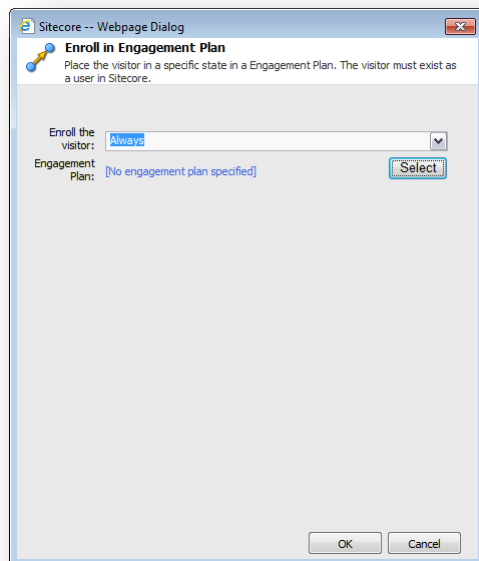 Sitecore -- Webpage Dialog
Enroll in Engagement Plan
Place the visitor in a specific state in a Engagement Plan. The visitor must exist as
a user in Sitecore.
Enroll the
visitor:
Always
Engagement
Plan:
[No engagement plan specified]
Select
OK
Cancel